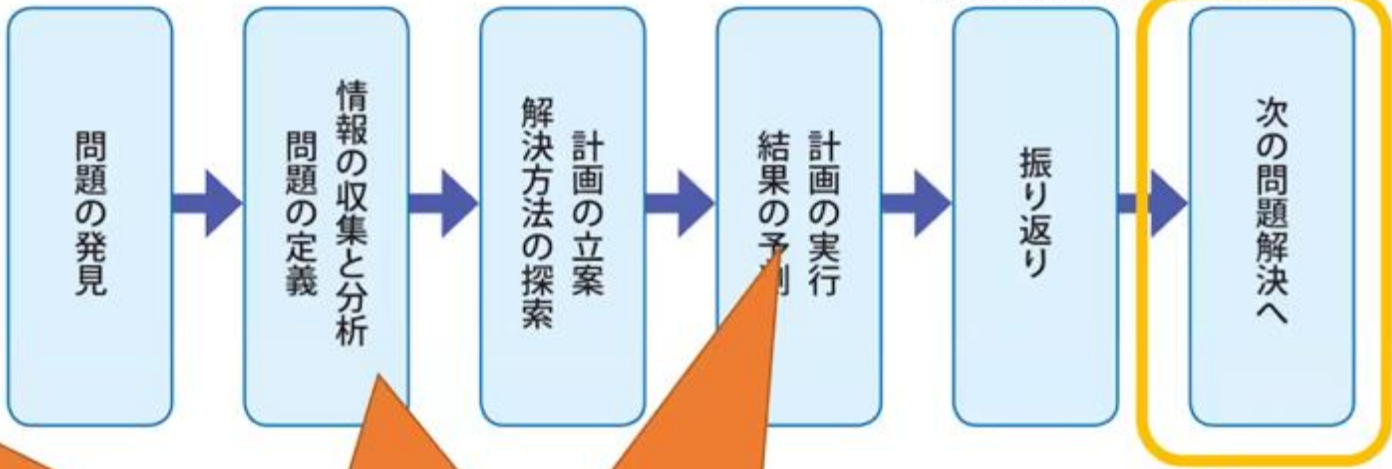 問題の発見
情報の収集と分析
問題の定義
計画の立案
解決方法の探索
計画の実行
結果の予測
振り返り
次の問題解決へ